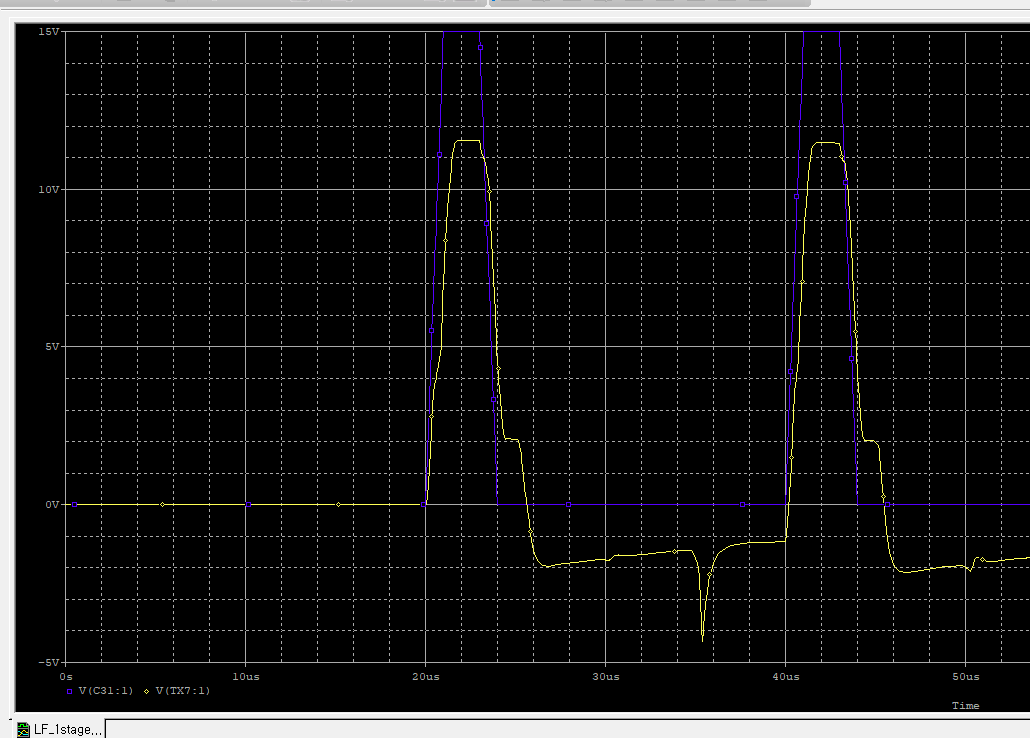 15V
10V
5V
0V
-5V
0s 10us 20us 30us 40us 50us
V(C31:1) V(TX7:1)
Time
LF_1stage...